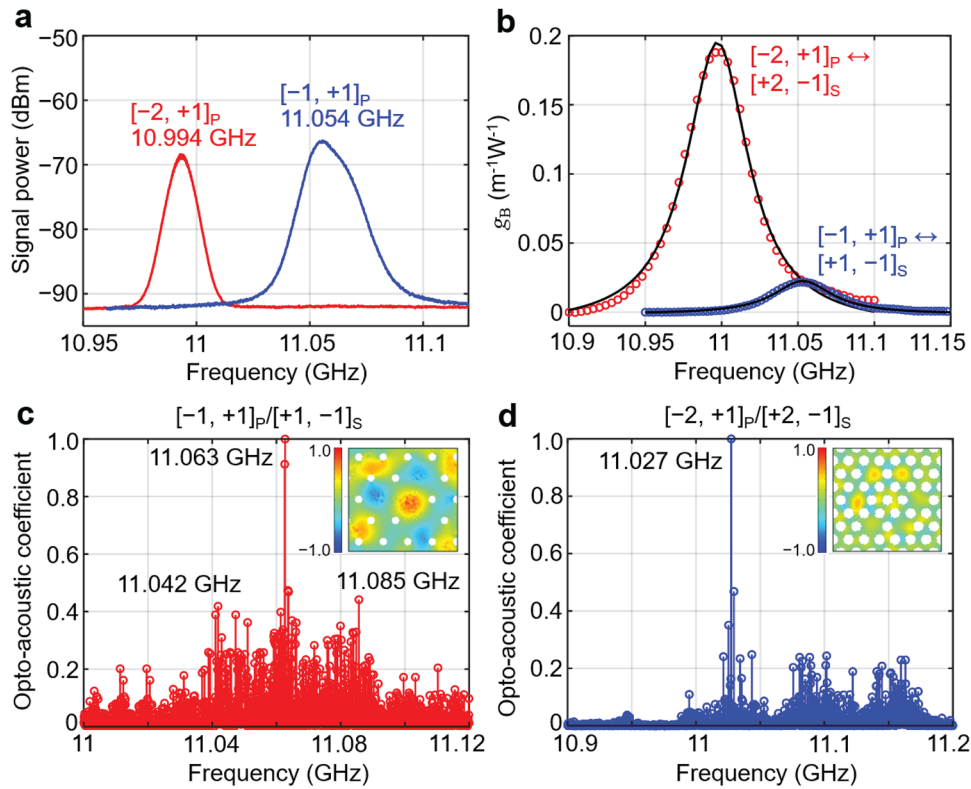 a
−50
−60
−70
−80
−90
Signal power (dBm)
[−2, +1]P
10.994 GHz
[−1, +1]P
11.054 GHz
10.95
11
11.05
11.1
Frequency (GHz)
b
0.2
0.15
0.1
0.05
0
gB (m-1W-1)
[−2, +1]P ↔
[+2, −1]S
[−1, +1]P ↔
[+1, −1]S
10.9
10.95
11
11.05
11.1
11.15
Frequency (GHz)
c
[−1, +1]P/[+1, −1]S
1.0
0.8
0.6
0.4
0.2
0
Opto-acoustic coefficient
11.063 GHz
11.042 GHz
11.085 GHz
1.0
−1.0
11
11.04
11.08
11.12
Frequency (GHz)
d
[−2, +1]P/[+2, −1]S
1.0
0.8
0.6
0.4
0.2
0
Opto-acoustic coefficient
11.027 GHz
1.0
−1.0
10.9
11
11.1
11.2
Frequency (GHz)